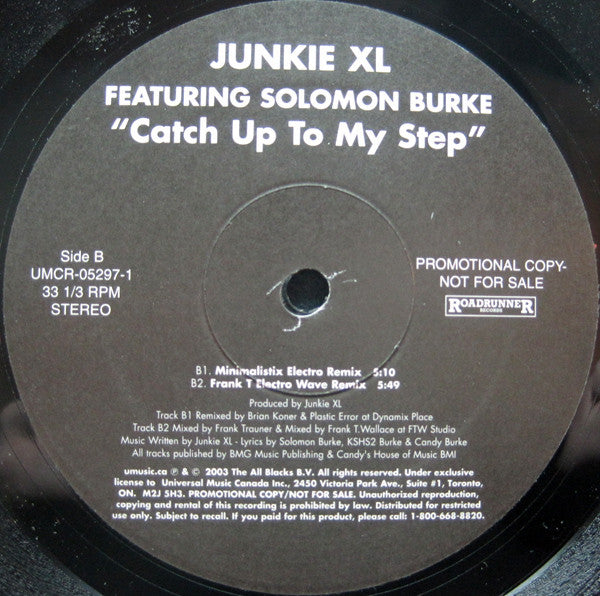 JUNKIE XL
FEATURING SOLOMON BURKE
“Catch Up To My Step”
Side B
UMCR-05297-1
33 1/3 RPM
STEREO
PROMOTIONAL COPY-
NOT FOR SALE
ROADRUNNER
RECORDS
B1. Minimalistix Electro Remix 5:10
B2. Frank T Electro Wave Remix 5:49
Produced by Junkie XL
Track B1 Remixed by Brian Koner & Plastic Error at Dynamix Place
Track B2 Mixed by Frank Trauner & Mixed by Frank T.Wallace at FTW Studio
Music Written by Junkie XL - Lyrics by Solomon Burke, KSHS2 Burke & Candy Burke
All tracks published by BMG Music Publishing & Candy's House of Music BMI
umusic.ca ℗ & © 2003 The All Blacks B.V. All rights reserved. Under exclusive
license to Universal Music Canada Inc., 2450 Victoria Park Ave., Suite #1, Toronto,
ON. M2J 5H3. PROMOTIONAL COPY/NOT FOR SALE. Unauthorized reproduction,
copying and rental of this recording is prohibited by law. Distributed for restricted
use only. Subject to recall. If you paid for this product, please call: 1-800-668-8820.